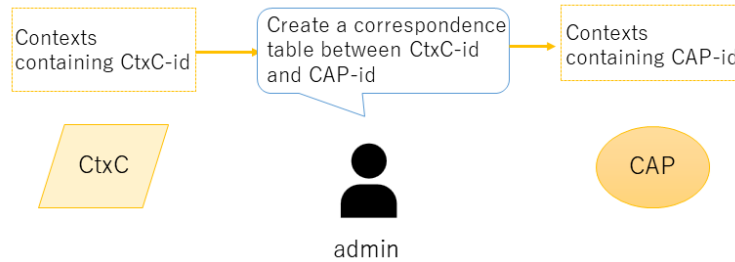 Contexts
containing CtxC-id
Create a correspondence
table between CtxC-id
and CAP-id
Contexts
containing CAP-id
CtxC
CAP
admin